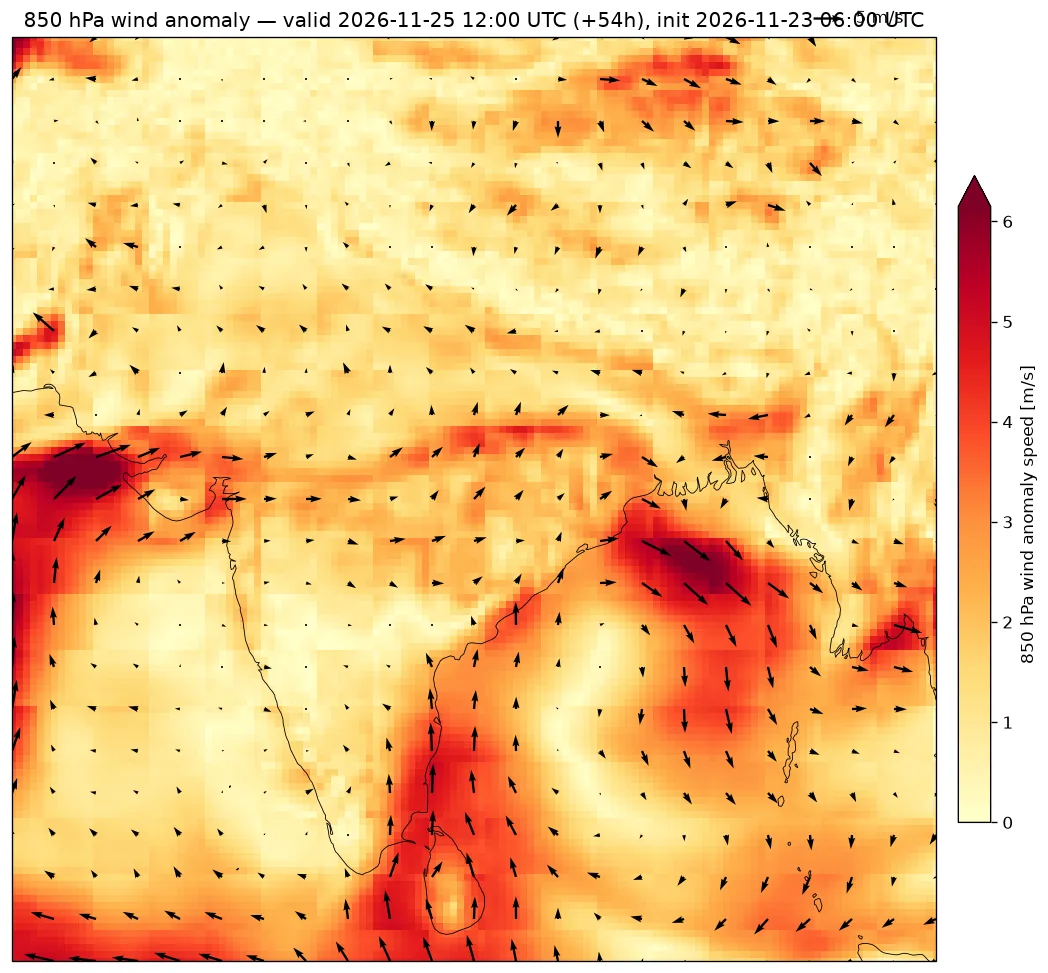 850 hPa wind anomaly — valid 2026-11-25 12:00 UTC (+54h), init 2026-11-23 06:00 UTC
5 m/s
6
5
4
3
2
1
0
850 hPa wind anomaly speed [m/s]